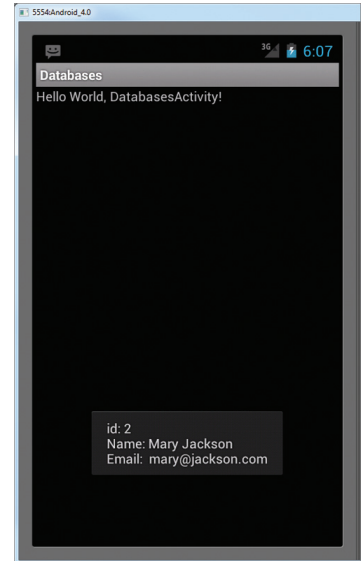 5554:Android_4.0
3G 6:07
Databases
Hello World, DatabasesActivity!
id: 2
Name: Mary Jackson
Email: mary@jackson.com